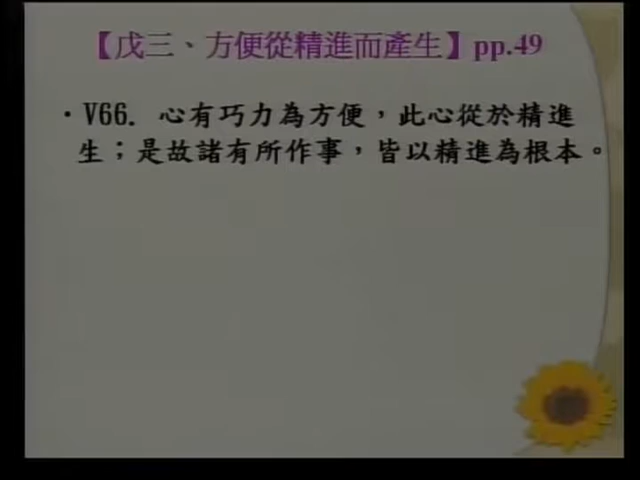 【戊三、方便從精進而產生】pp.49
・V66. 心有巧力為方便，此心從於精進
生；是故諸有所作事，皆以精進為根本。